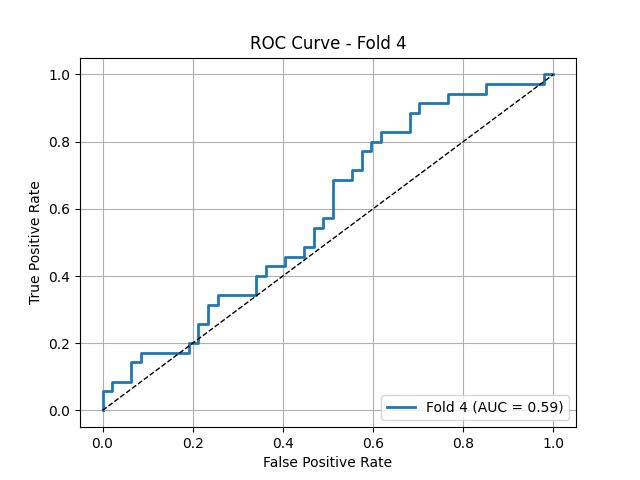 ROC Curve - Fold 4
True Positive Rate
1.0
0.8
0.6
0.4
0.2
0.0
Fold 4 (AUC = 0.59)
0.0 0.2 0.4 0.6 0.8 1.0
False Positive Rate